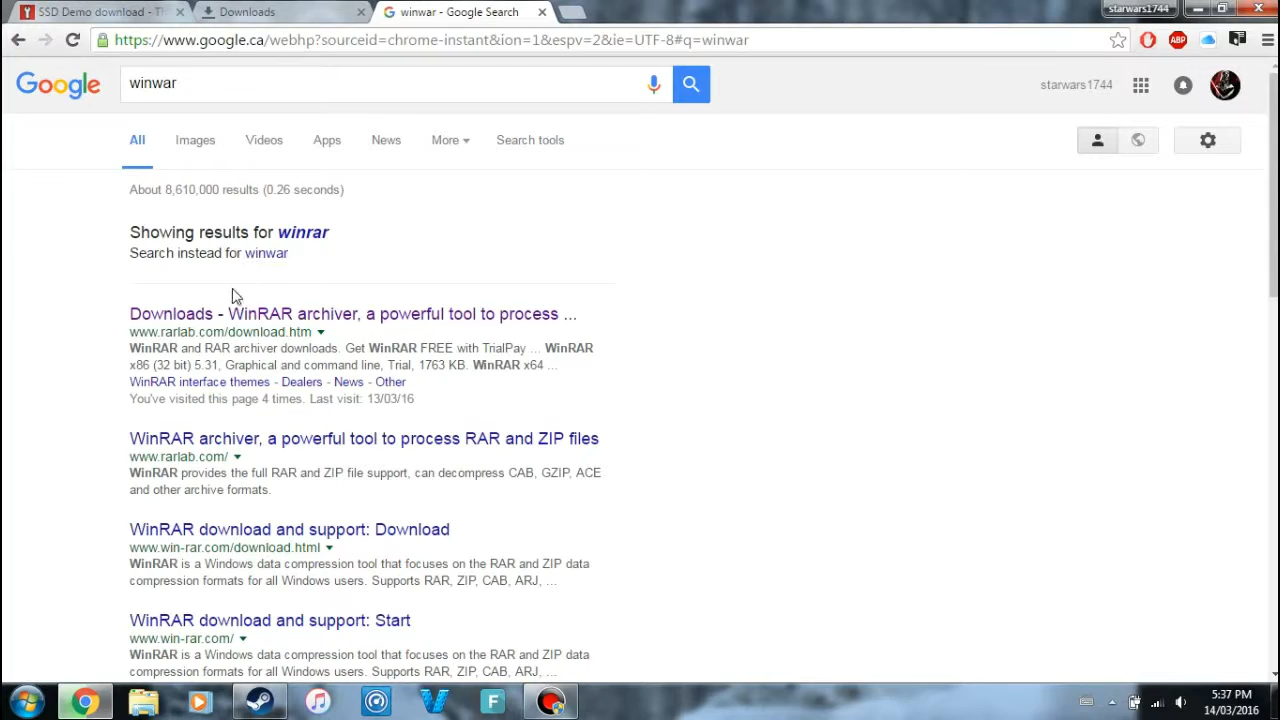 SSD Demo download - Th
Downloads
winwar - Google Search
starwars1744
https://www.google.ca/webhp?sourceid=chrome-instant&ion=1&espv=2&ie=UTF-8#q=winwar
ABP
Google
winwar
starwars1744
All
Images
Videos
Apps
News
More
Search tools
About 8,610,000 results (0.26 seconds)
Showing results for winrar
Search instead for winwar
Downloads - WinRAR archiver, a powerful tool to process ...
www.rarlab.com/download.htm
WinRAR and RAR archiver downloads. Get WinRAR FREE with TrialPay ... WinRAR
x86 (32 bit) 5.31, Graphical and command line, Trial, 1763 KB. WinRAR x64 ...
WinRAR interface themes - Dealers - News - Other
You've visited this page 4 times. Last visit: 13/03/16
WinRAR archiver, a powerful tool to process RAR and ZIP files
www.rarlab.com/
WinRAR provides the full RAR and ZIP file support, can decompress CAB, GZIP, ACE
and other archive formats.
WinRAR download and support: Download
www.win-rar.com/download.html
WinRAR is a Windows data compression tool that focuses on the RAR and ZIP data
compression formats for all Windows users. Supports RAR, ZIP, CAB, ARJ, ...
WinRAR download and support: Start
www.win-rar.com/
WinRAR is a Windows data compression tool that focuses on the RAR and ZIP data
compression formats for all Windows users. Supports RAR, ZIP, CAB, ARJ, ...
F
5:37 PM
14/03/2016